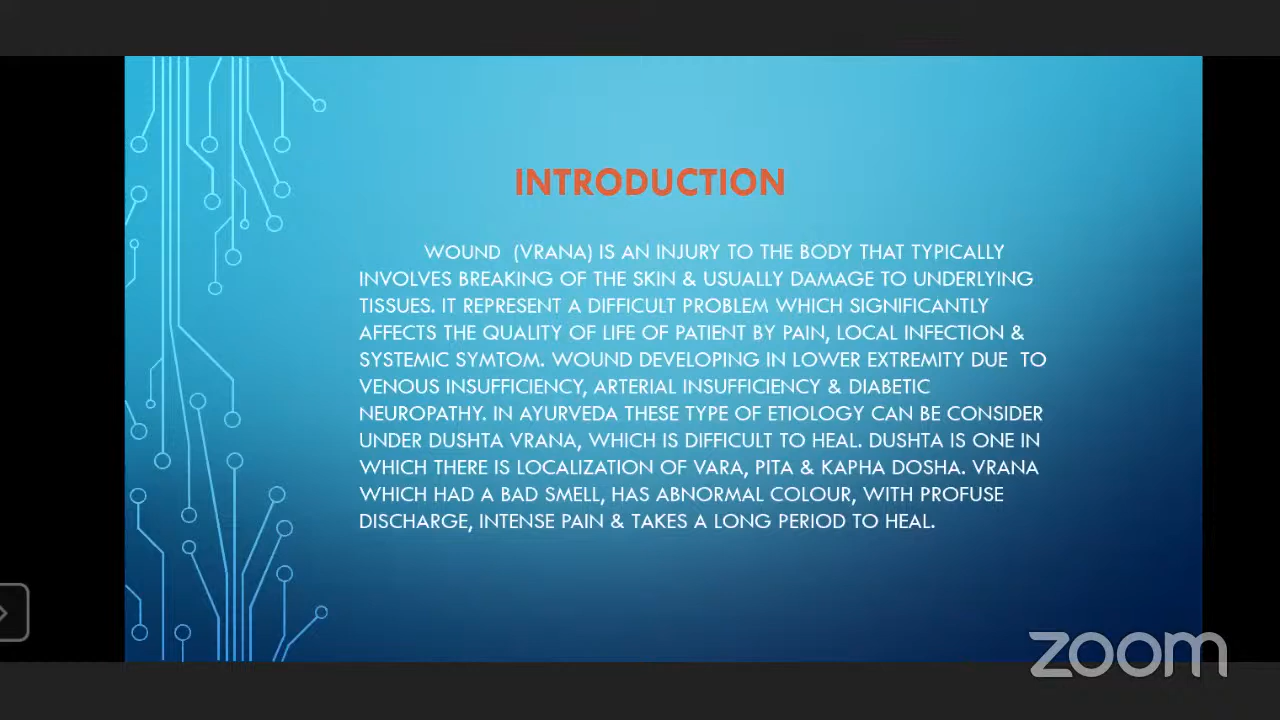 INTRODUCTION
WOUND (VRANA) IS AN INJURY TO THE BODY THAT TYPICALLY
INVOLVES BREAKING OF THE SKIN & USUALLY DAMAGE TO UNDERLYING
TISSUES. IT REPRESENT A DIFFICULT PROBLEM WHICH SIGNIFICANTLY
AFFECTS THE QUALITY OF LIFE OF PATIENT BY PAIN, LOCAL INFECTION &
SYSTEMIC SYMTOM. WOUND DEVELOPING IN LOWER EXTREMITY DUE TO
VENOUS INSUFFICIENCY, ARTERIAL INSUFFICIENCY & DIABETIC
NEUROPATHY. IN AYURVEDA THESE TYPE OF ETIOLOGY CAN BE CONSIDER
UNDER DUSHTA VRANA, WHICH IS DIFFICULT TO HEAL. DUSHTA IS ONE IN
WHICH THERE IS LOCALIZATION OF VARA, PITA & KAPHA DOSHA. VRANA
WHICH HAD A BAD SMELL, HAS ABNORMAL COLOUR, WITH PROFUSE
DISCHARGE, INTENSE PAIN & TAKES A LONG PERIOD TO HEAL.
zoom